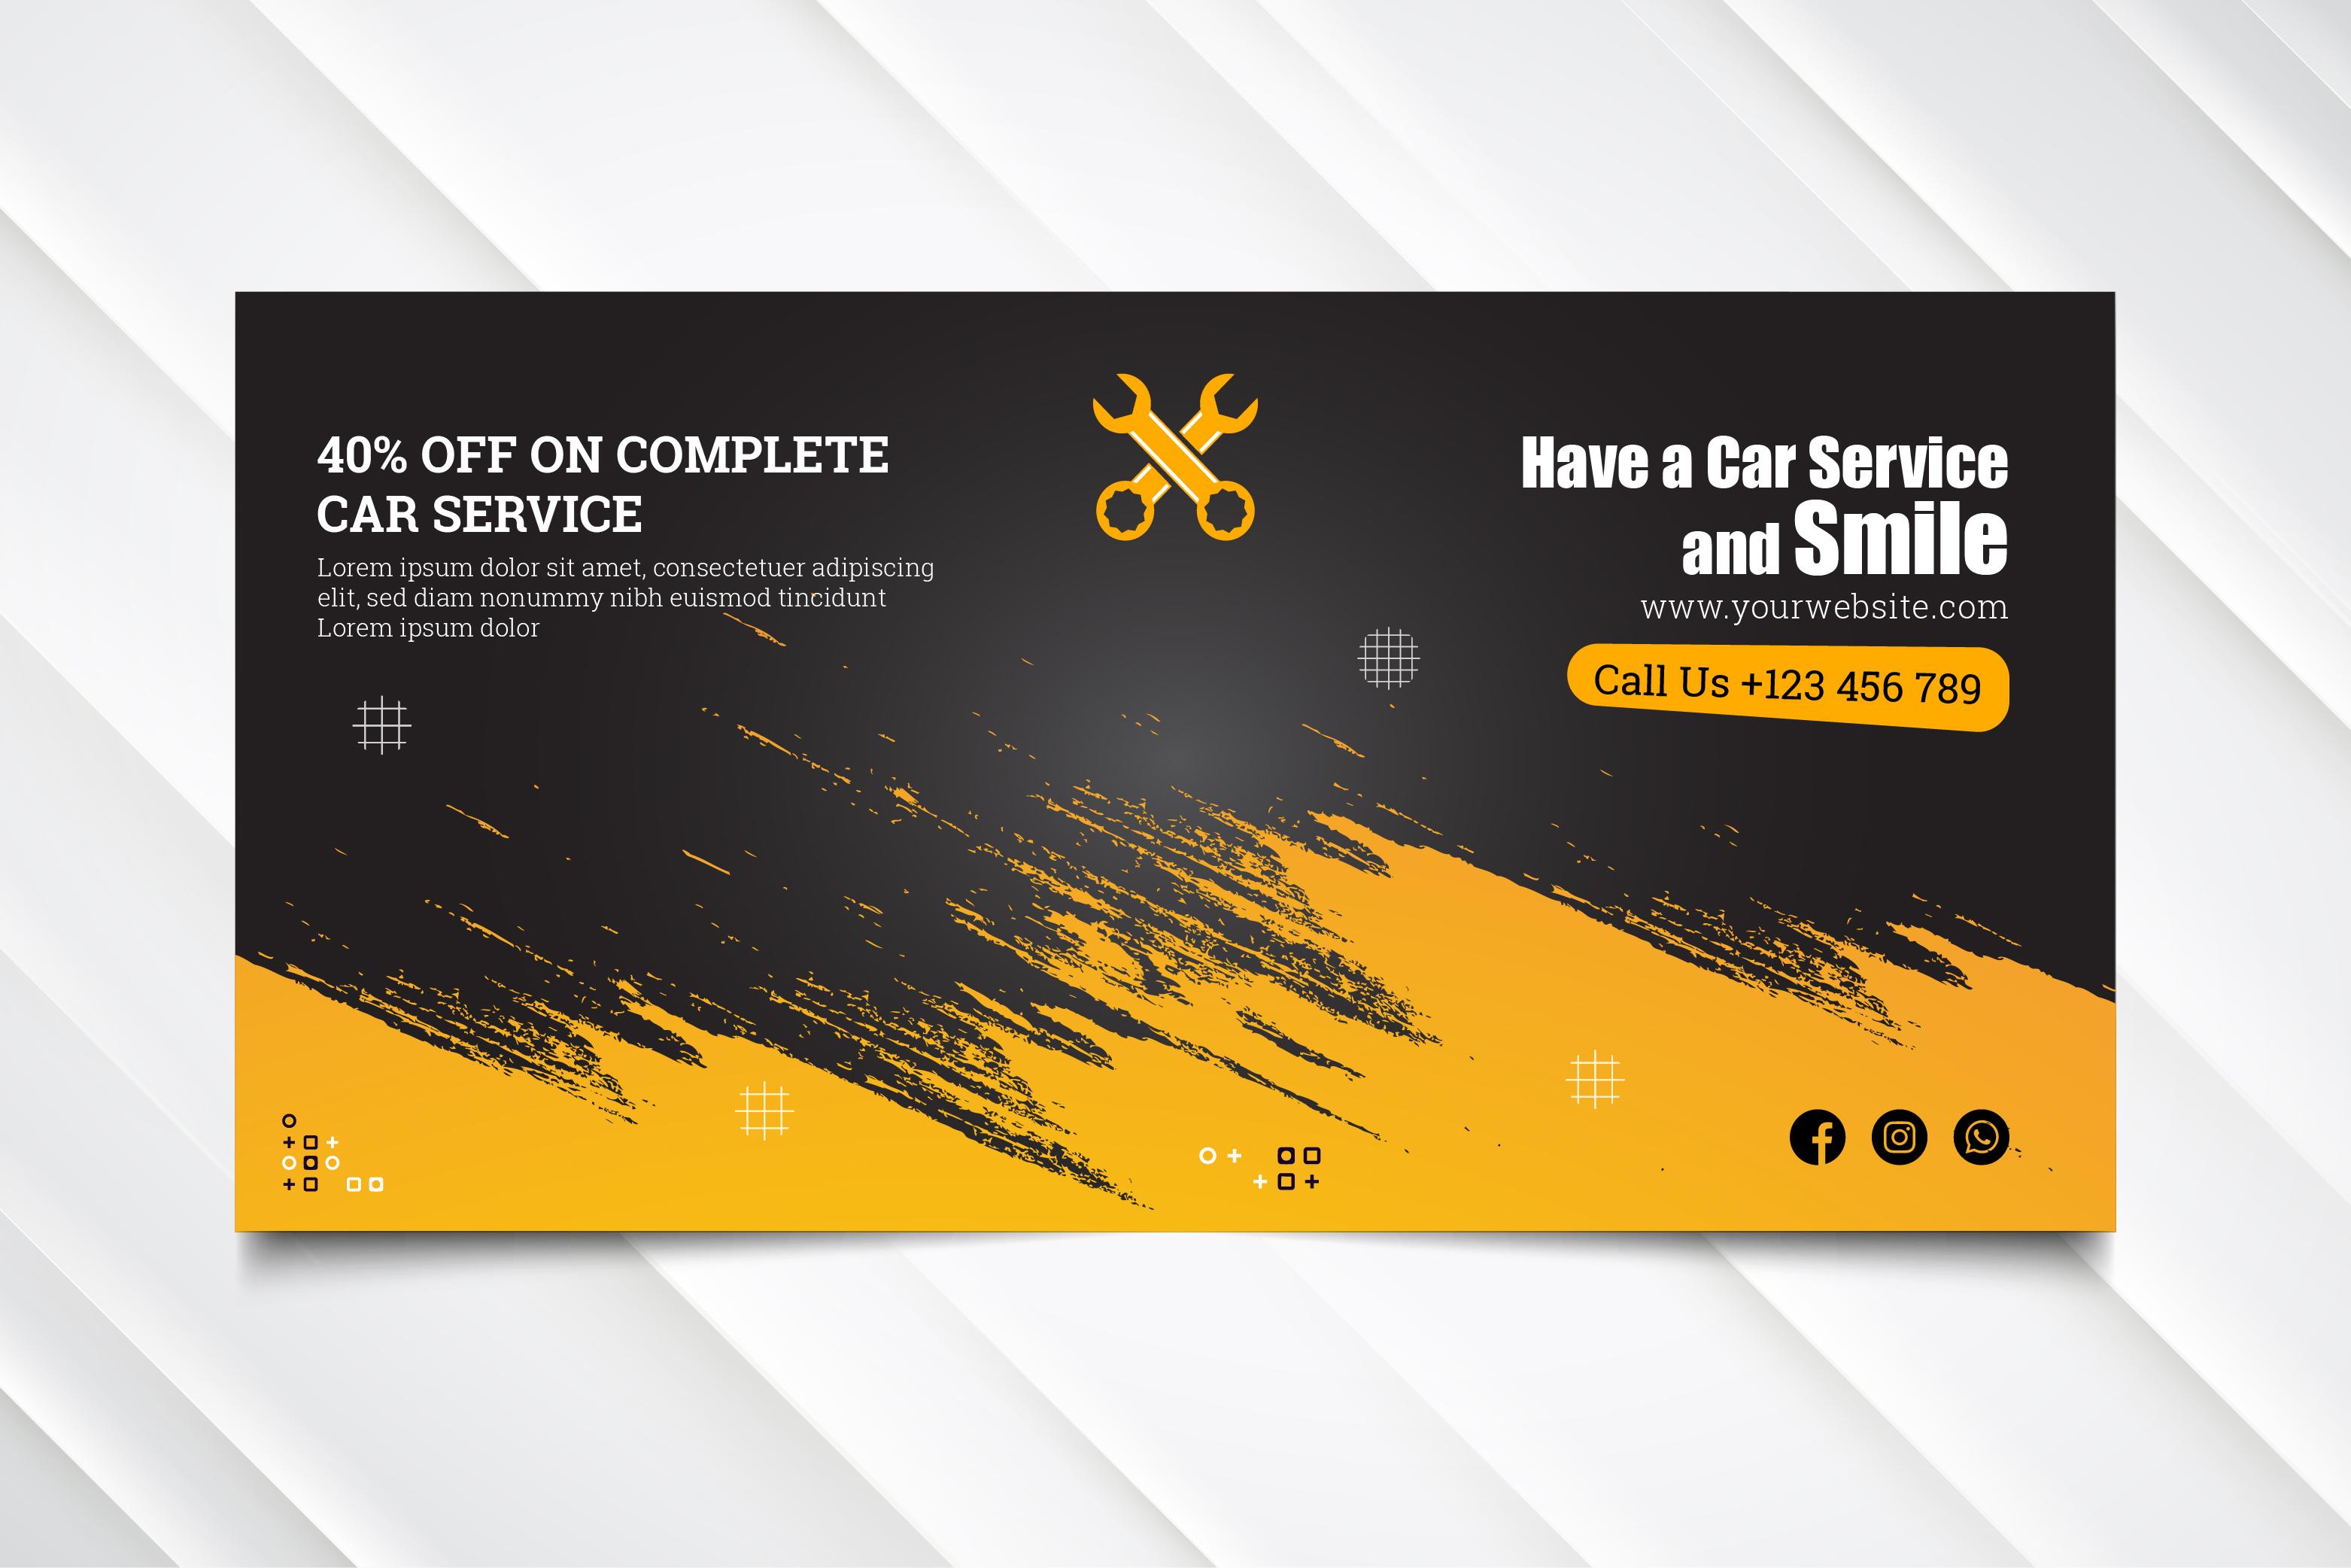 40% OFF ON COMPLETE
CAR SERVICE
Lorem ipsum dolor sit amet, consectetuer adipiscing
elit, sed diam nonummy nibh euismod tincidunt
Lorem ipsum dolor
Have a Car Service
and Smile
www.yourwebsite.com
Call Us +123 456 789